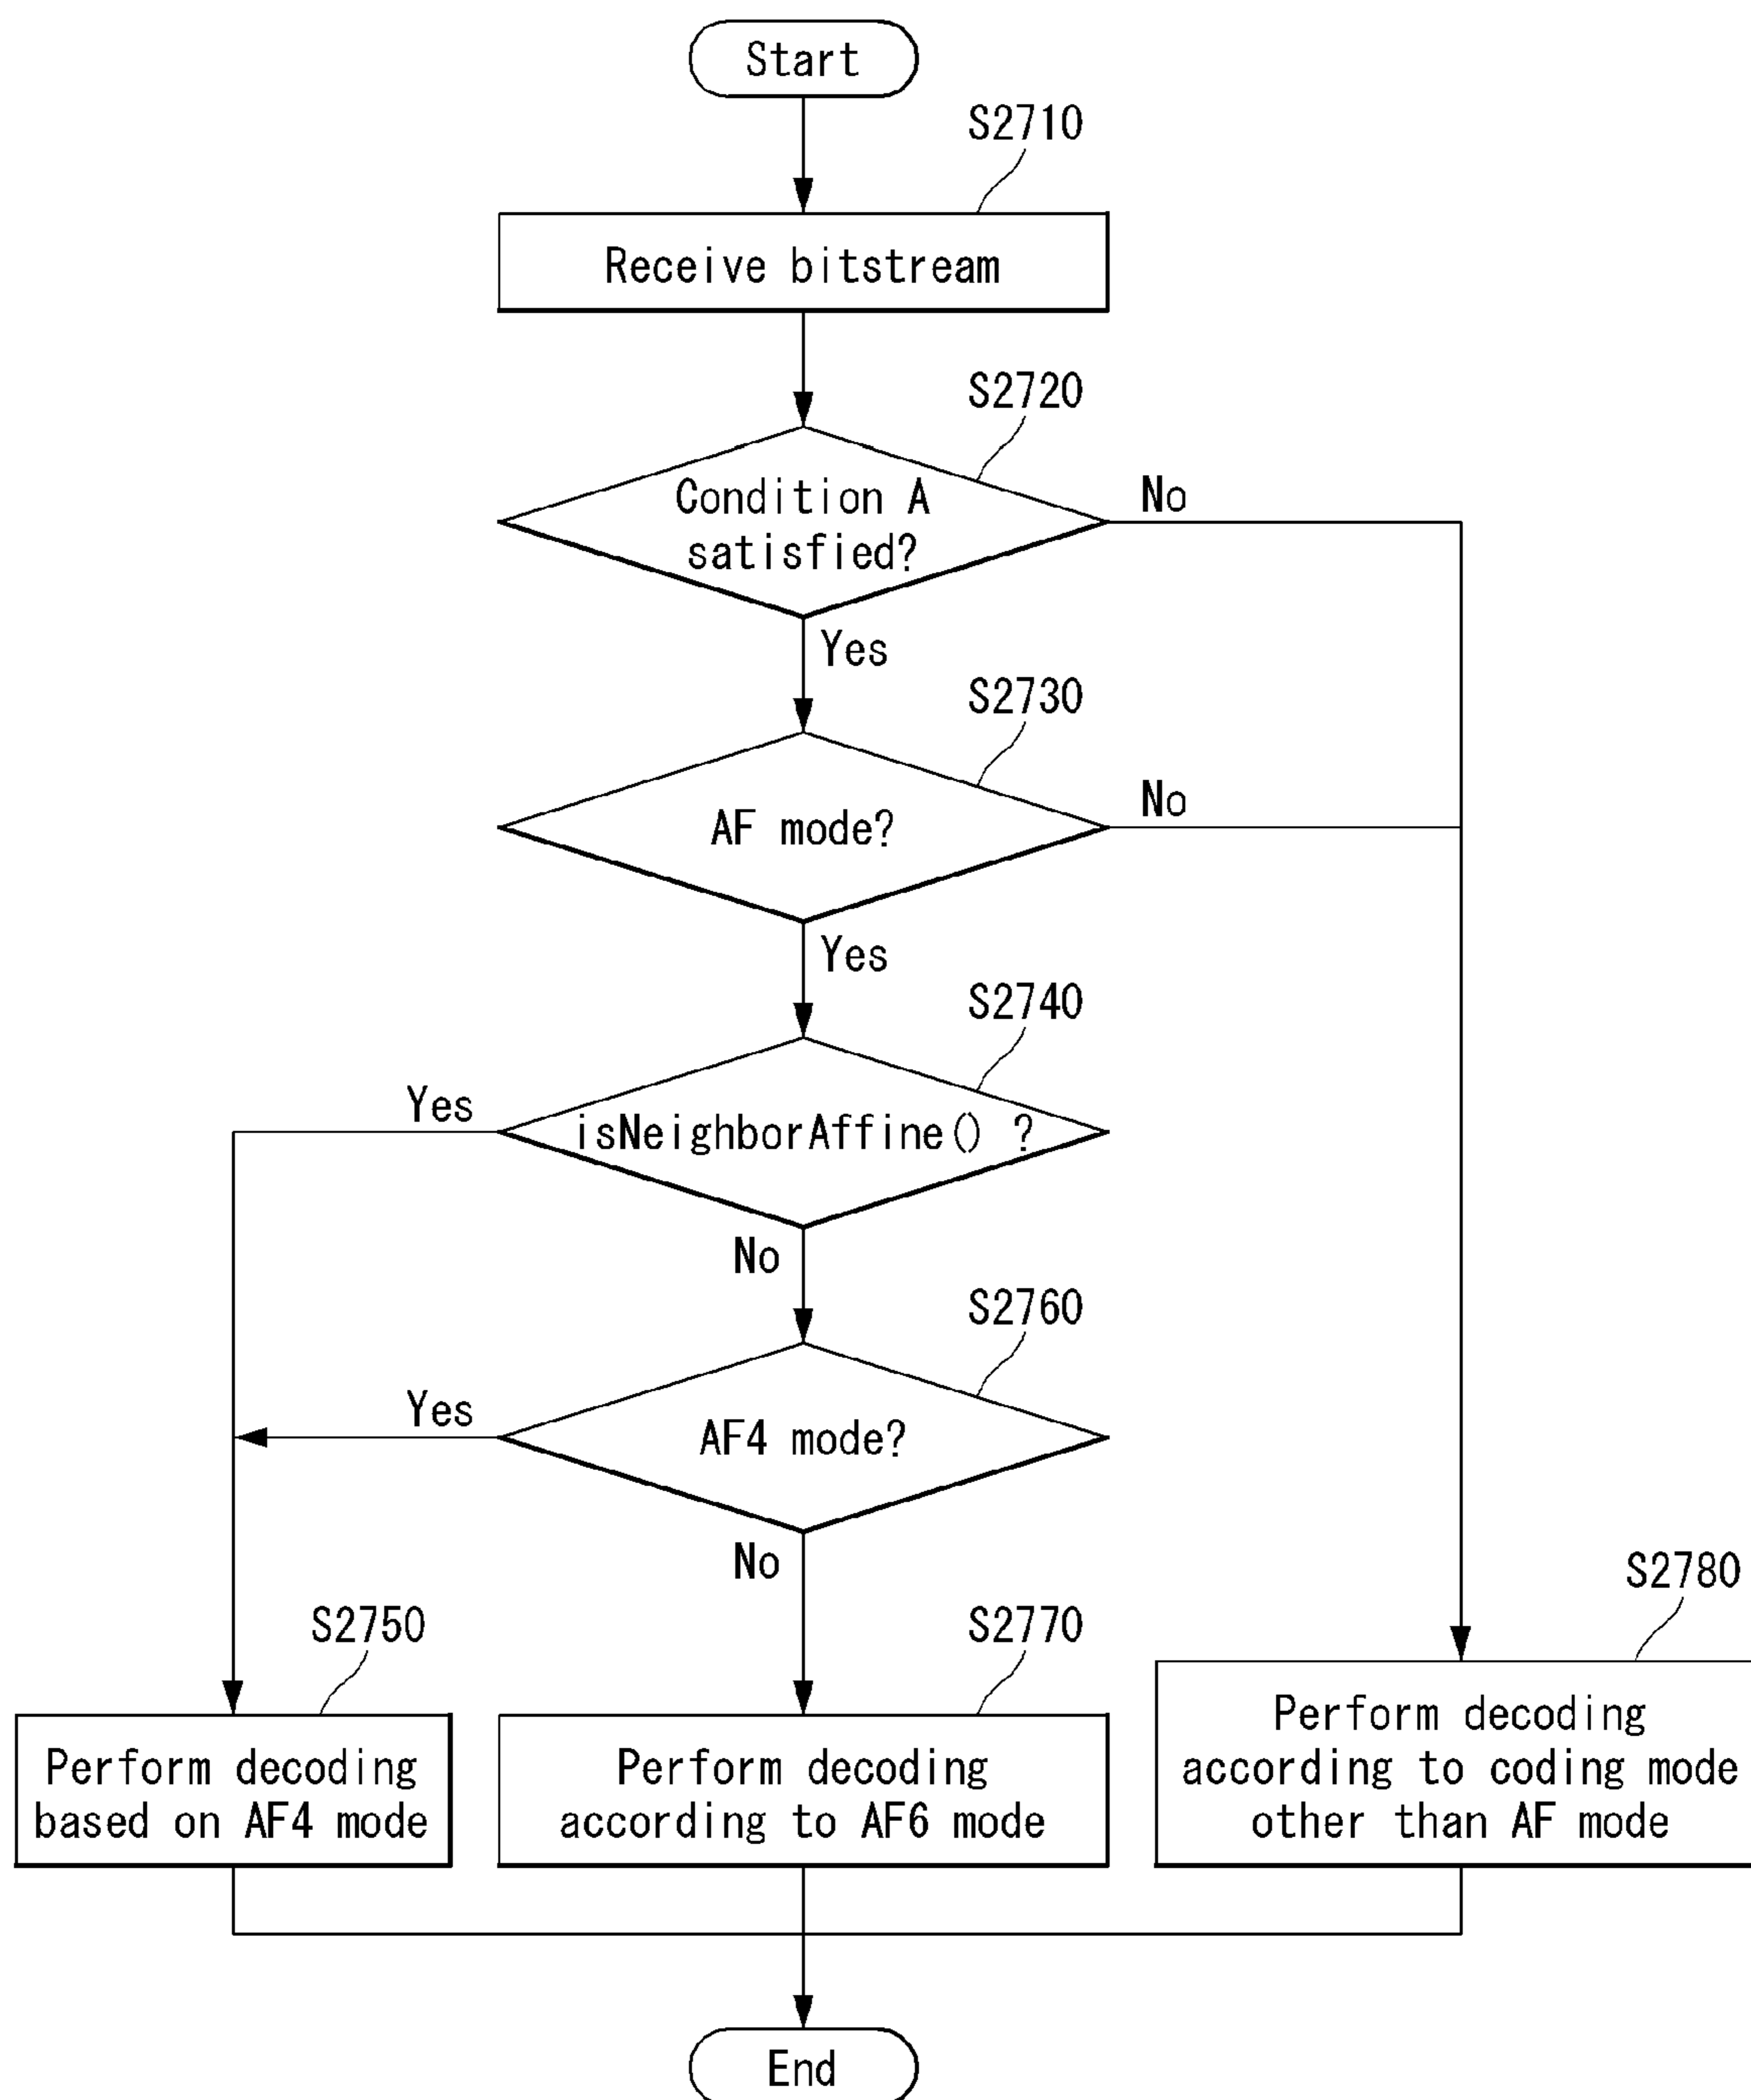 Start
S2710
Receive bitstream
S2720
Condition A
satisfied?
No
Yes
S2730
AF mode?
No
Yes
S2740
Yes
isNeighborAffine() ?
No
S2760
Yes
AF4 mode?
No
S2750
S2770
S2780
Perform decoding
based on AF4 mode
Perform decoding
according to AF6 mode
Perform decoding
according to coding mode
other than AF mode
End